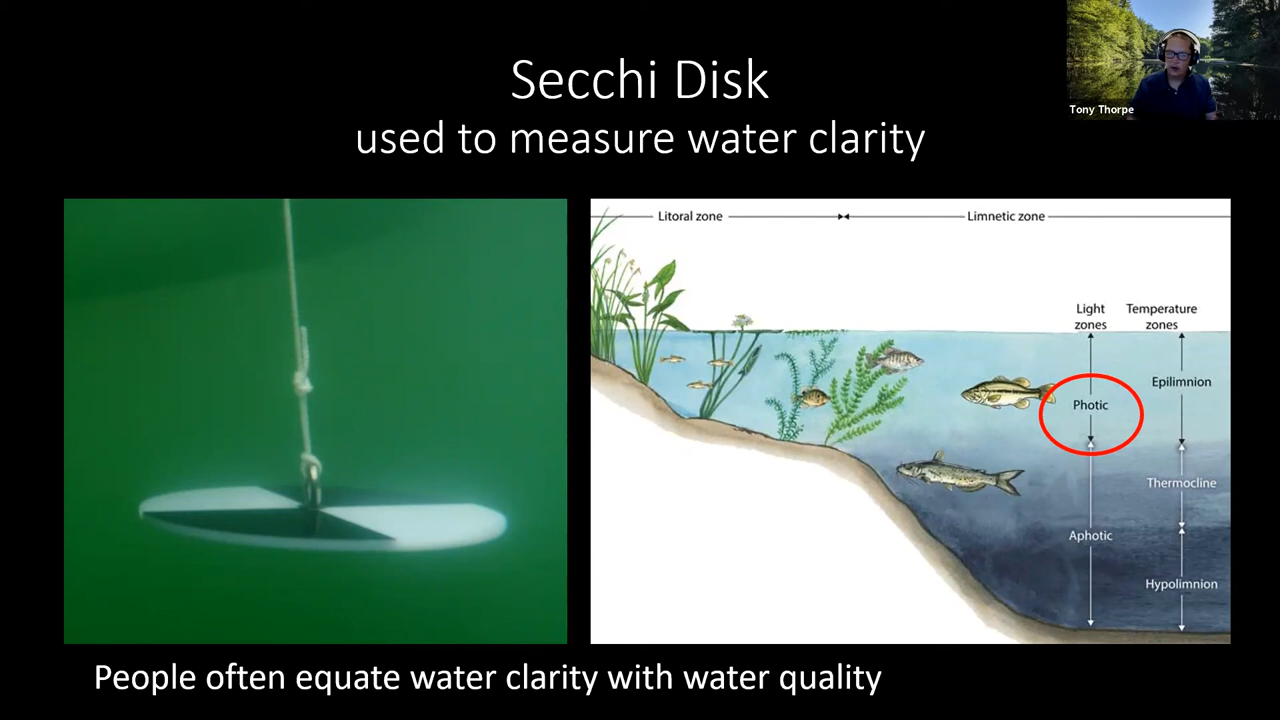 Secchi Disk
used to measure water clarity
Tony Thorpe
Litoral zone
Limnetic zone
Light
zones
Temperature
zones
Epilimnion
Photic
Thermocline
Aphotic
Hypolimnion
People often equate water clarity with water quality